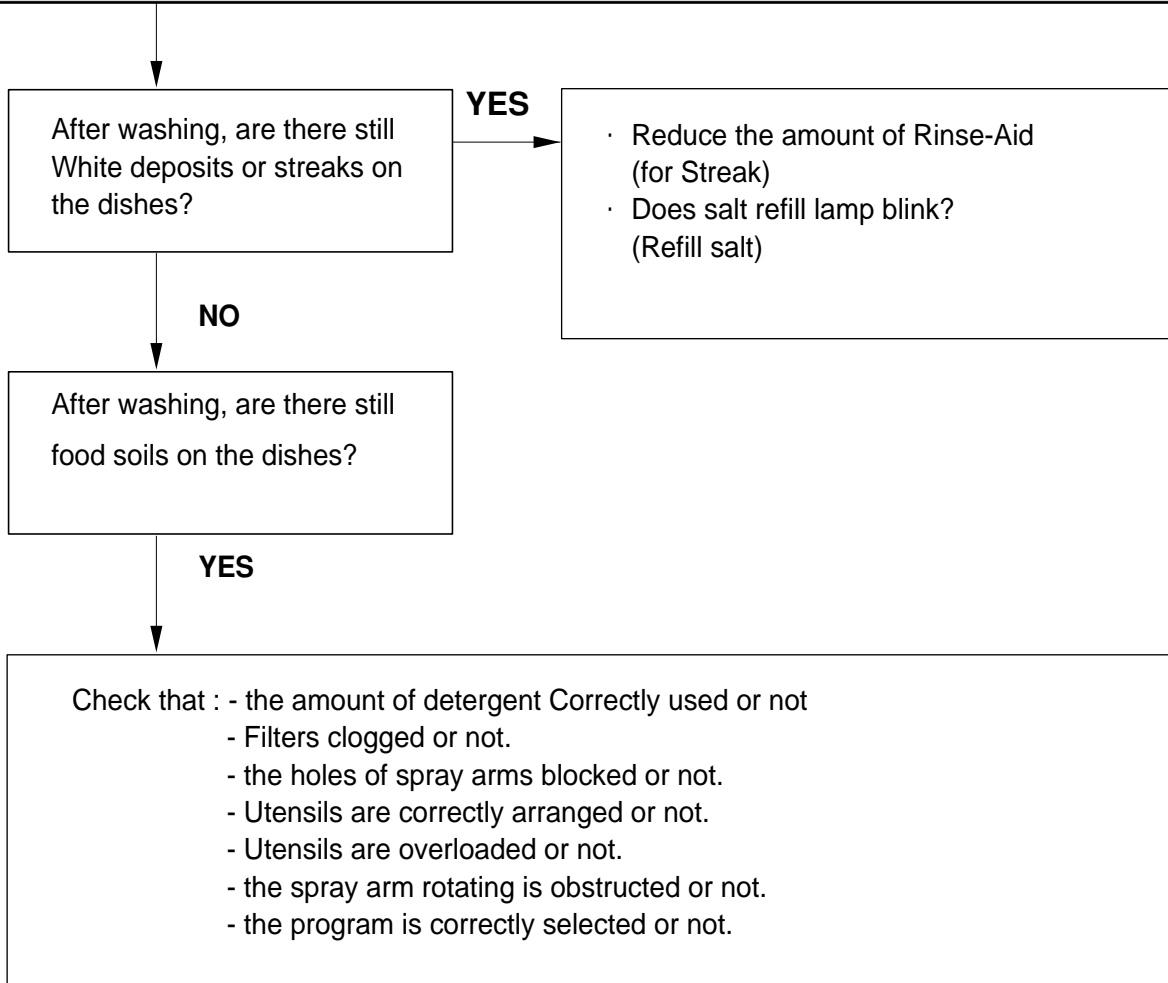 After washing, are there still
White deposits or streaks on
the dishes?
YES
· Reduce the amount of Rinse-Aid
(for Streak)
· Does salt refill lamp blink?
(Refill salt)
NO
After washing, are there still
food soils on the dishes?
YES
Check that : - the amount of detergent Correctly used or not
- Filters clogged or not.
- the holes of spray arms blocked or not.
- Utensils are correctly arranged or not.
- Utensils are overloaded or not.
- the spray arm rotating is obstructed or not.
- the program is correctly selected or not.